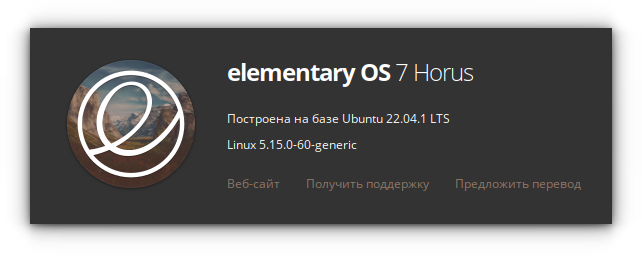 elementary OS 7 Horus
Построена на базе Ubuntu 22.04.1 LTS
Linux 5.15.0-60-generic
Веб-сайт Получить поддержку Предложить перевод